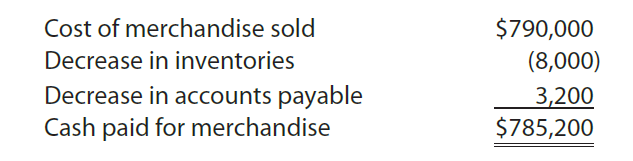 Cost of merchandise sold $790,000
Decrease in inventories (8,000)
Decrease in accounts payable 3,200
Cash paid for merchandise $785,200